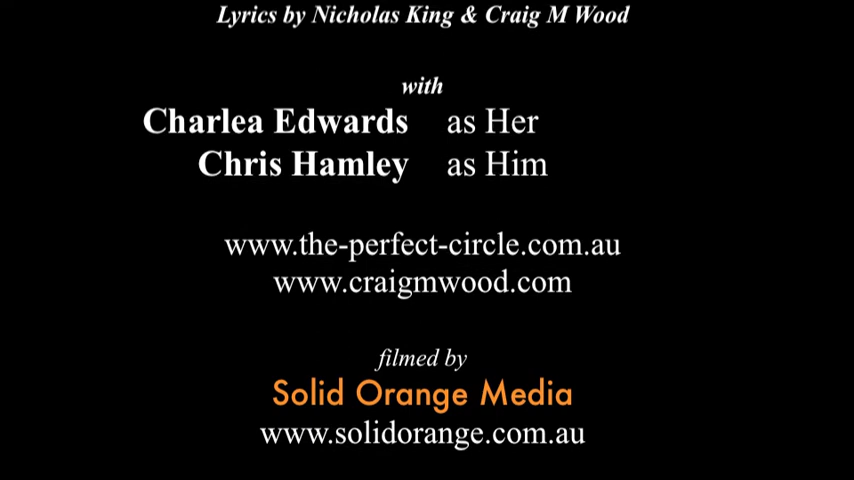 Lyrics by Nicholas King & Craig M Wood
with
Charlea Edwards as Her
Chris Hamley as Him
www.the-perfect-circle.com.au
www.craigmwood.com
filmed by
Solid Orange Media
www.solidorange.com.au